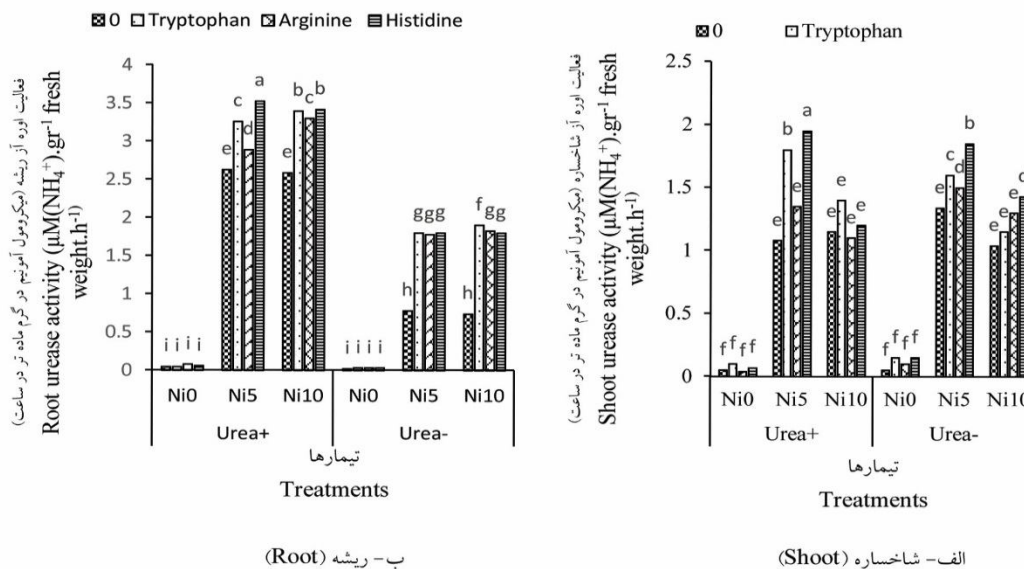 0 Tryptophan Arginine Histidine
فعالیت اوره آز ریشه (میکرومول آمونیم در گرم ماده تر در ساعت)
Root urease activity (µM(NH₄⁺).gr⁻¹ fresh
weight.h⁻¹)
4
3.5
3
2.5
2
1.5
1
0.5
0
i i i i
e c d a
e b c b
i i i i
h g g g
h f g g
Ni0 Ni5 Ni10 Ni0 Ni5 Ni10
Urea+ Urea-
تیمارها
Treatments
ب- ریشه (Root)
0 Tryptophan
فعالیت اوره آز شاخساره (میکرومول آمونیم در گرم ماده تر در ساعت)
Shoot urease activity (µM(NH₄⁺).gr⁻¹ fresh
weight.h⁻¹)
2.5
2
1.5
1
0.5
0
f f f f
e b e a
e e e e
f f f f
e c d b
e e e
Ni0 Ni5 Ni10 Ni0 Ni5 Ni10
Urea+ Urea-
تیمارها
Treatments
الف- شاخساره (Shoot)